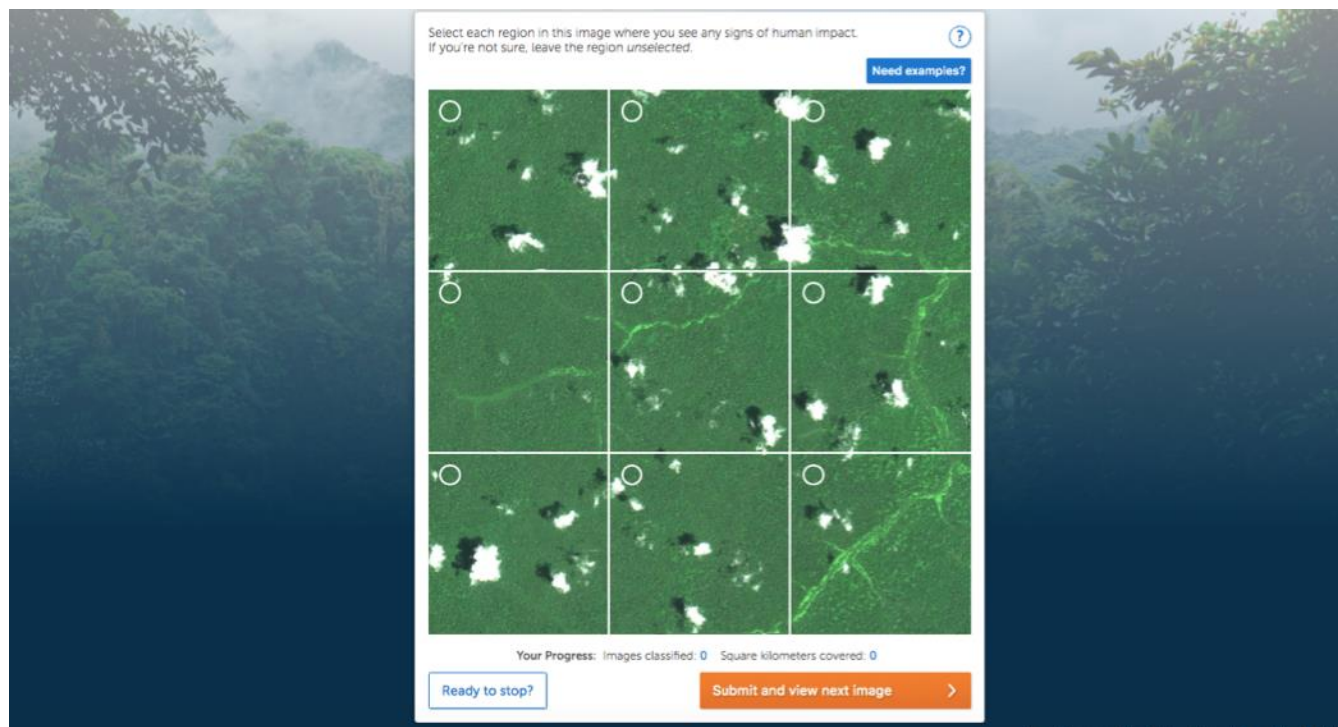 Select each region in this image where you see any signs of human impact.
If you're not sure, leave the region unselected.
?
Need examples?
Your Progress: Images classified: 0 Square kilometers covered: 0
Ready to stop?
Submit and view next image